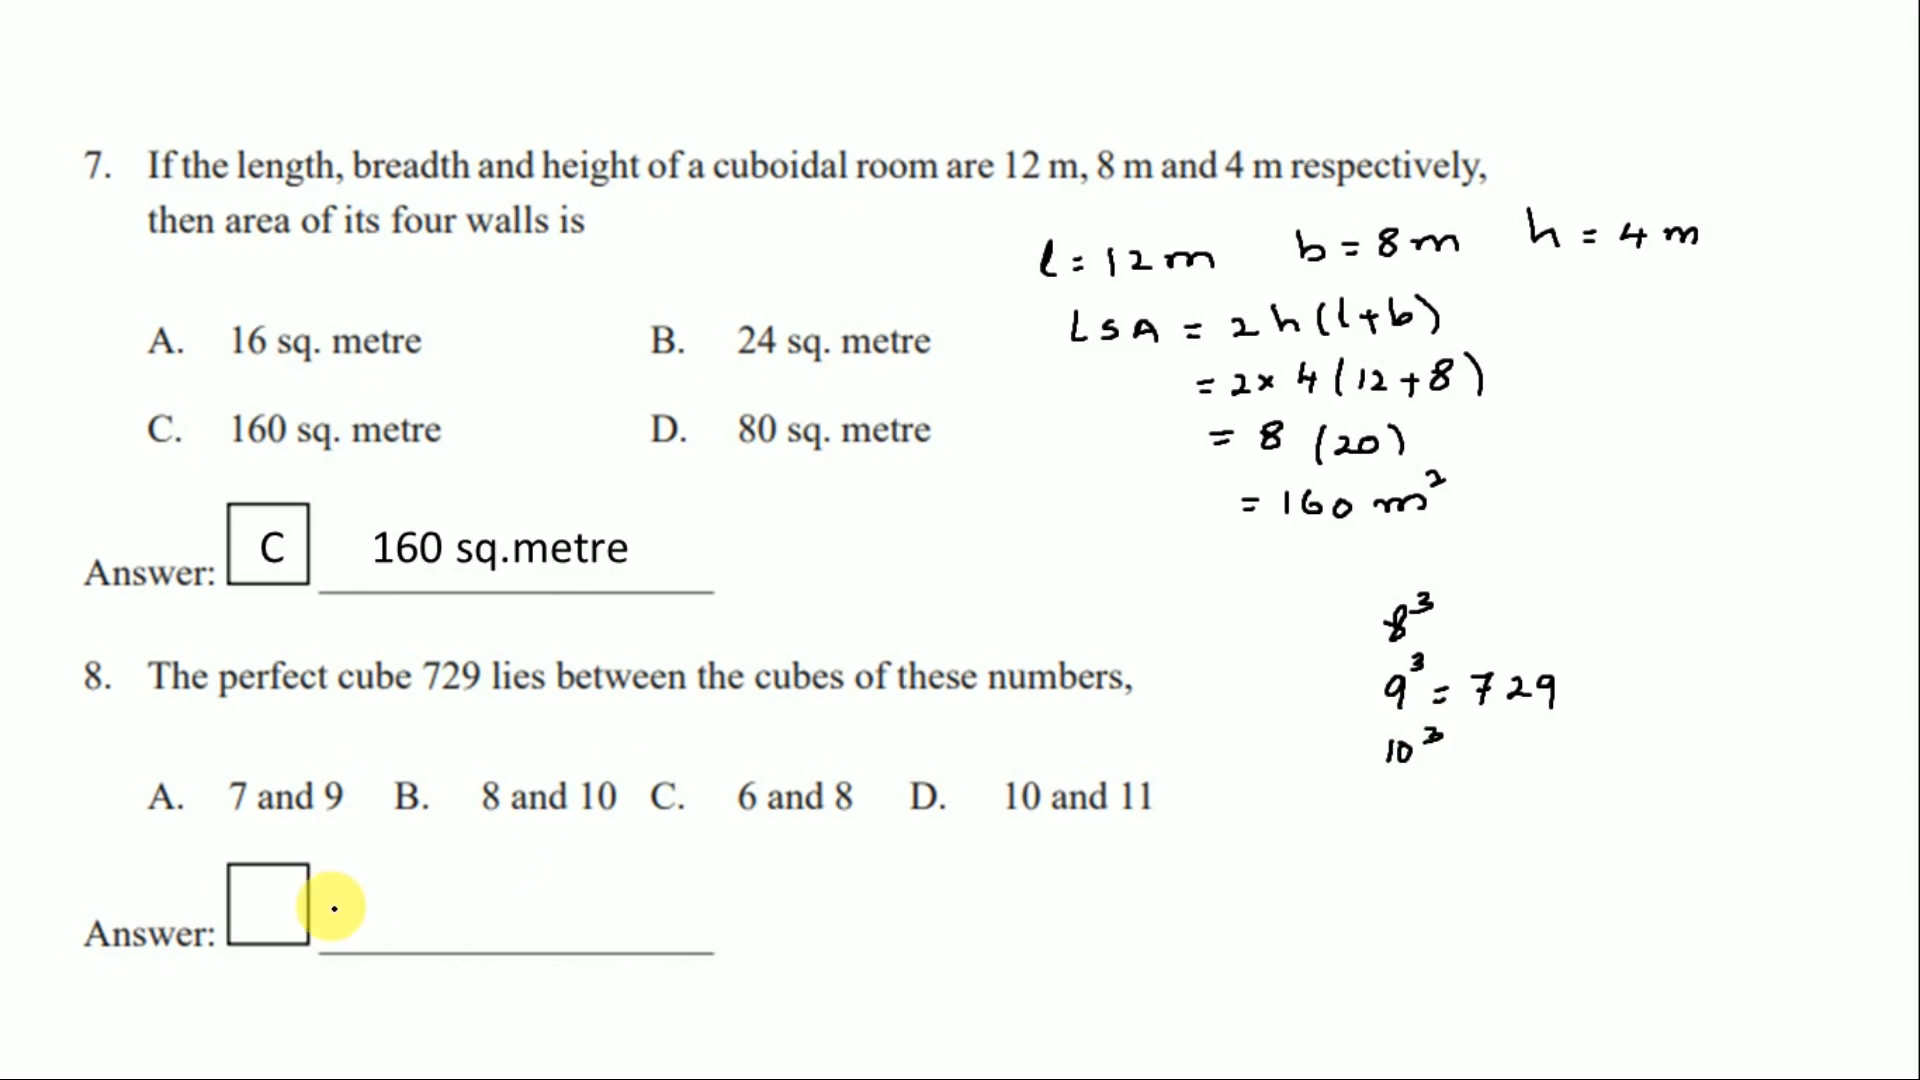 7. If the length, breadth and height of a cuboidal room are 12 m, 8 m and 4 m respectively,
then area of its four walls is
l = 12 m b = 8 m h = 4 m
LSA = 2h(l+b)
= 2 × 4 (12 + 8)
= 8 (20)
= 160 m²
A. 16 sq. metre B. 24 sq. metre
C. 160 sq. metre D. 80 sq. metre
Answer: C 160 sq.metre
8³
9³ = 729
10³
8. The perfect cube 729 lies between the cubes of these numbers,
A. 7 and 9 B. 8 and 10 C. 6 and 8 D. 10 and 11
Answer: